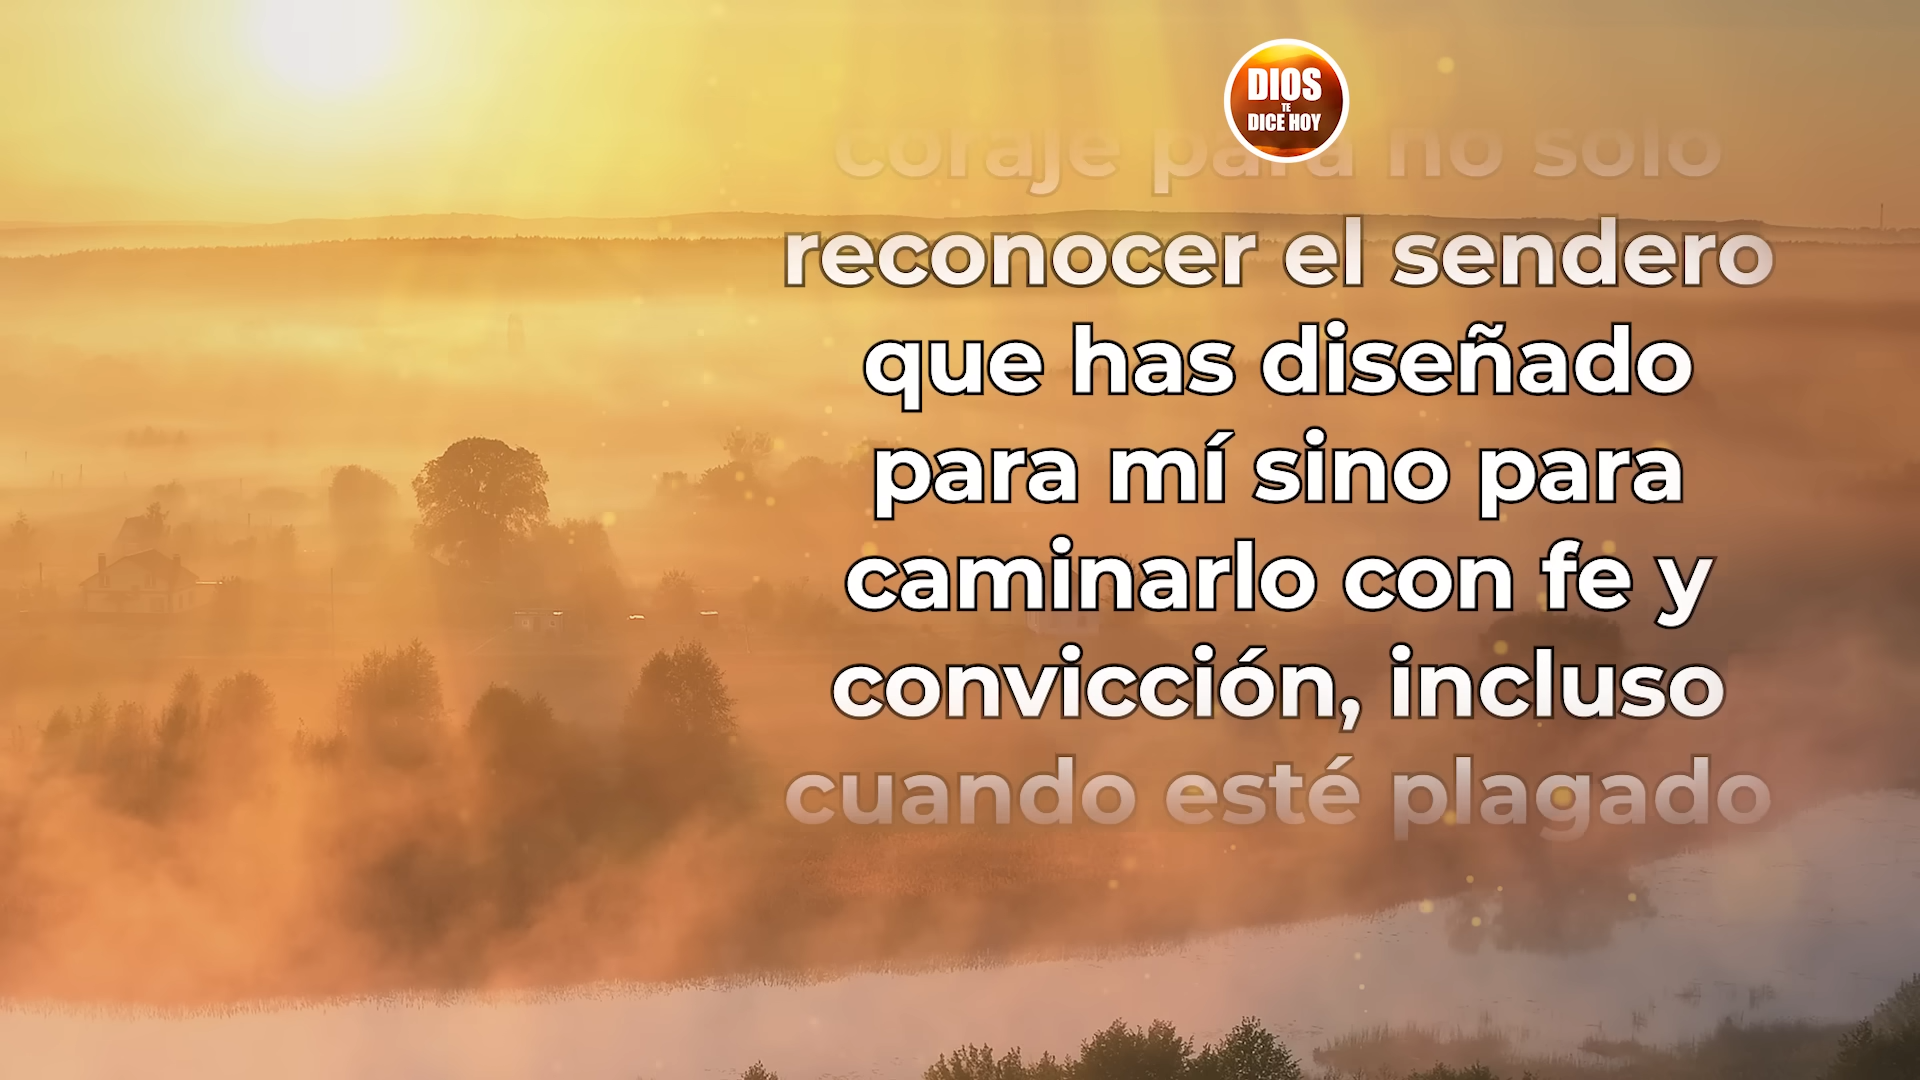 DIOS
TE
DICE HOY
coraje para no solo
reconocer el sendero
que has diseñado
para mí sino para
caminarlo con fe y
convicción, incluso
cuando esté plagado